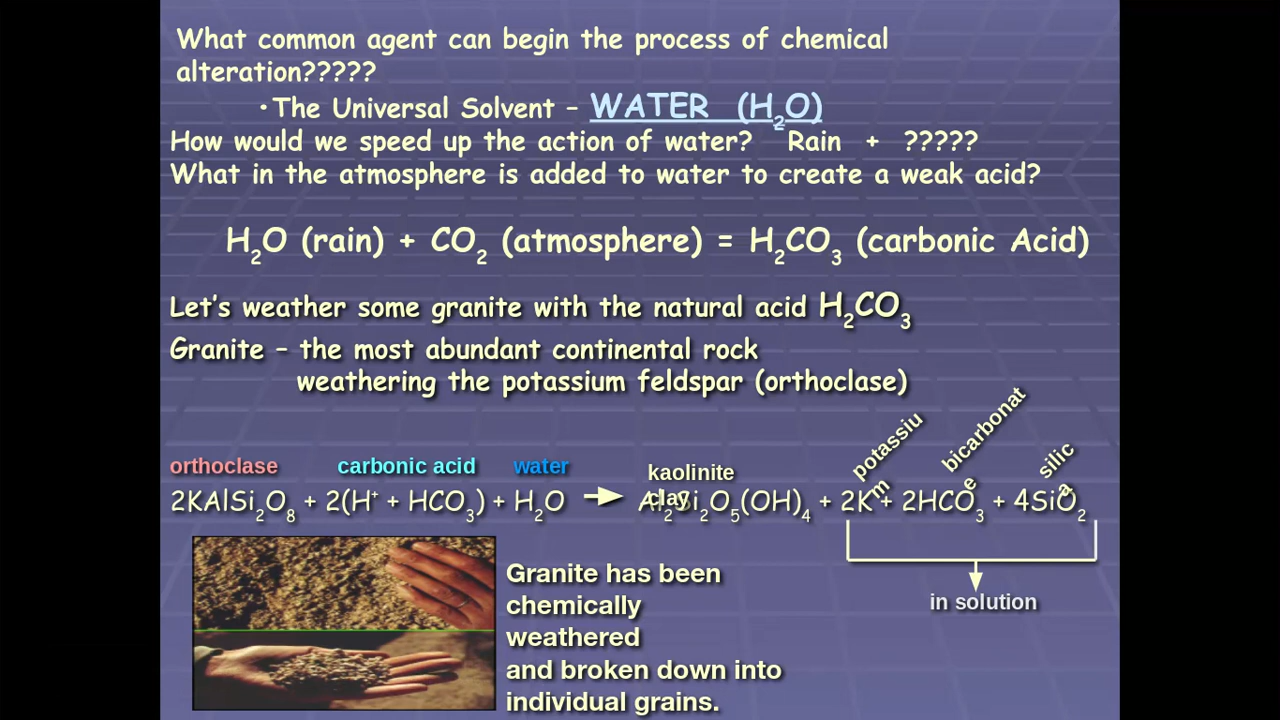 What common agent can begin the process of chemical
alteration?????
•The Universal Solvent – WATER (H₂O)
How would we speed up the action of water? Rain + ?????
What in the atmosphere is added to water to create a weak acid?
H₂O (rain) + CO₂ (atmosphere) = H₂CO₃ (carbonic Acid)
Let's weather some granite with the natural acid H₂CO₃
Granite – the most abundant continental rock
weathering the potassium feldspar (orthoclase)
orthoclase carbonic acid water kaolinite clay potassium bicarbonate silica
2KAlSi₂O₈ + 2(H⁺ + HCO₃) + H₂O → Al₂Si₂O₅(OH)₄ + 2K + 2HCO₃ + 4SiO₂
in solution
Granite has been
chemically
weathered
and broken down into
individual grains.